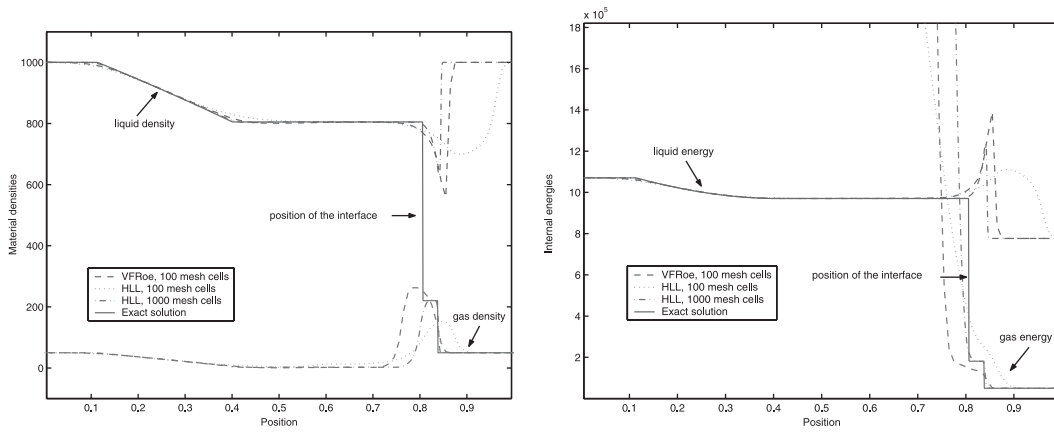 1000
800
600
400
200
0
Material densities
liquid density
position of the interface
gas density
VFRoe, 100 mesh cells
HLL, 100 mesh cells
HLL, 1000 mesh cells
Exact solution
0.1 0.2 0.3 0.4 0.5 0.6 0.7 0.8 0.9
Position
x 10⁵
18
16
14
12
10
8
6
4
2
Internal energies
liquid energy
position of the interface
gas energy
VFRoe, 100 mesh cells
HLL, 100 mesh cells
HLL, 1000 mesh cells
Exact solution
0.1 0.2 0.3 0.4 0.5 0.6 0.7 0.8 0.9
Position